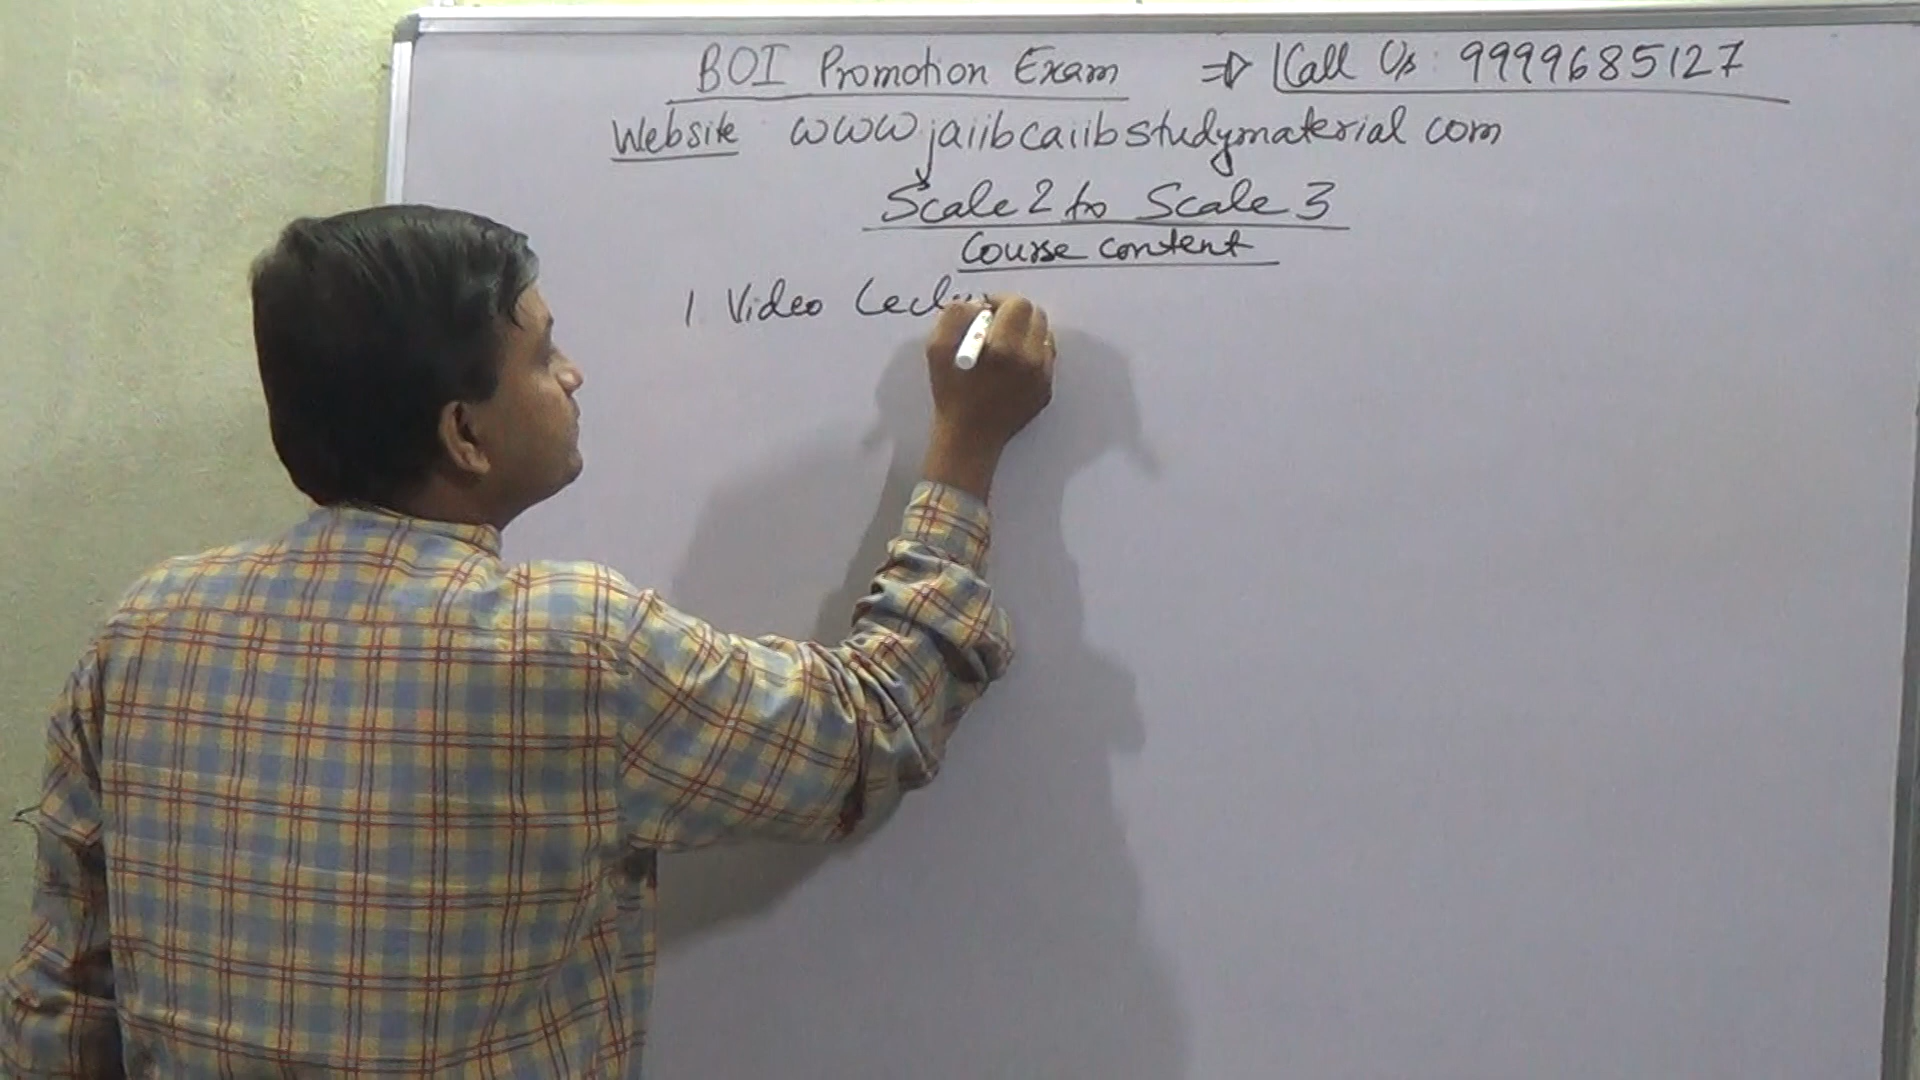 BOI Promotion Exam ⇒ Call Us : 9999685127
Website www jaiibcaiibstudymaterial com
Scale 2 to Scale 3
Course content
1. Video